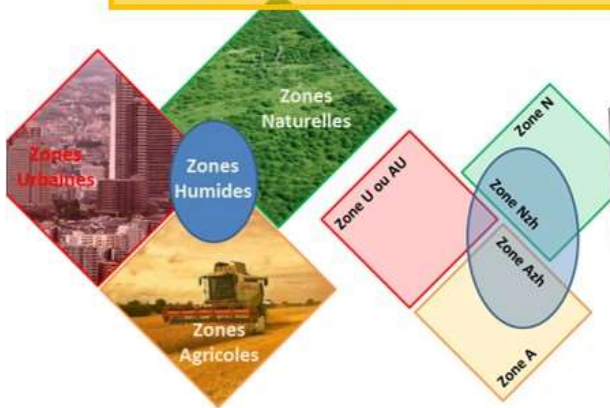 Zones
Naturelles
Zones
Urbaines
Zones
Humides
Zones
Agricoles
Zone N
Zone U ou AU
Zone Nzh
Zone Azh
Zone A